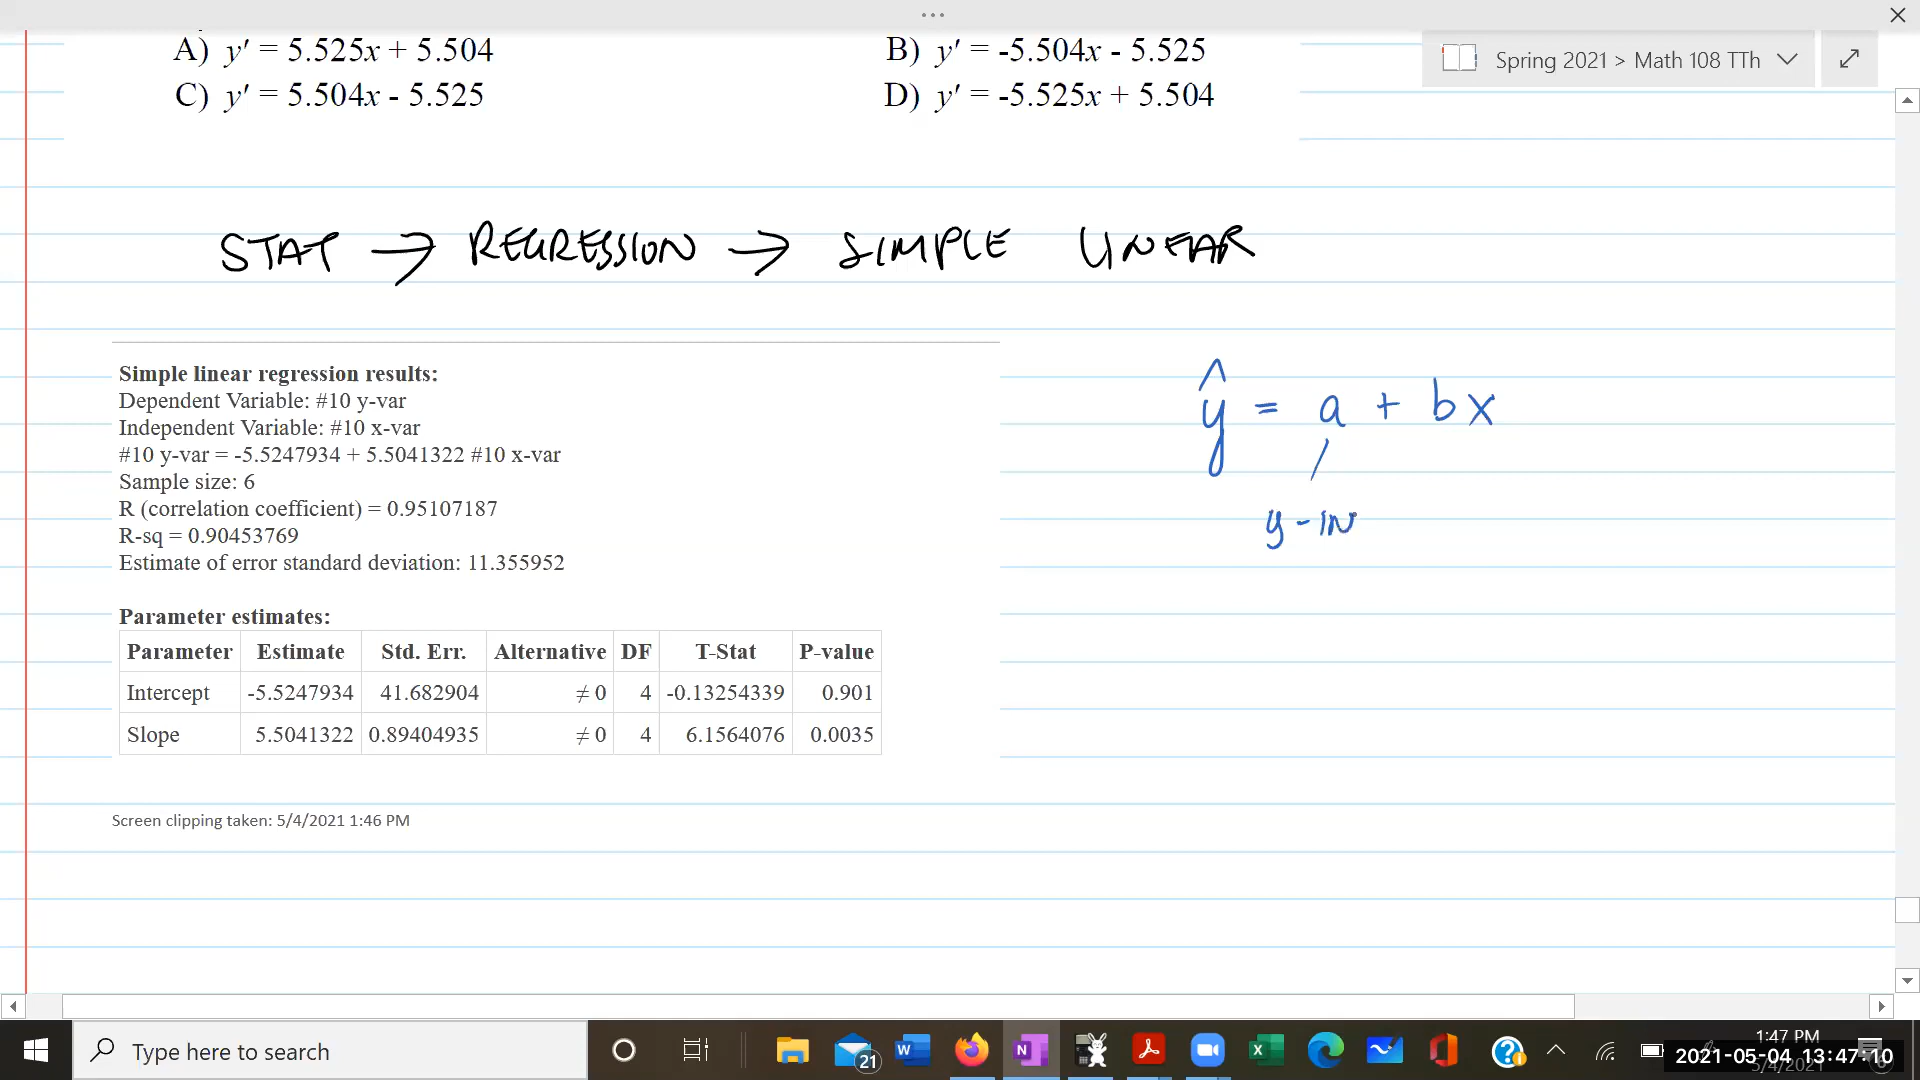 A) y' = 5.525x + 5.504
B) y' = -5.504x - 5.525
C) y' = 5.504x - 5.525
D) y' = -5.525x + 5.504
Spring 2021 > Math 108 TTh
STAT → REGRESSION → SIMPLE LINEAR
Simple linear regression results:
Dependent Variable: #10 y-var
Independent Variable: #10 x-var
#10 y-var = -5.5247934 + 5.5041322 #10 x-var
Sample size: 6
R (correlation coefficient) = 0.95107187
R-sq = 0.90453769
Estimate of error standard deviation: 11.355952
ŷ = a + bx
y-IN
Parameter estimates:
Parameter Estimate Std. Err. Alternative DF T-Stat P-value
Intercept -5.5247934 41.682904 ≠ 0 4 -0.13254339 0.901
Slope 5.5041322 0.89404935 ≠ 0 4 6.1564076 0.0035
Screen clipping taken: 5/4/2021 1:46 PM
Type here to search
21
1:47 PM
2021-05-04 13:47:10